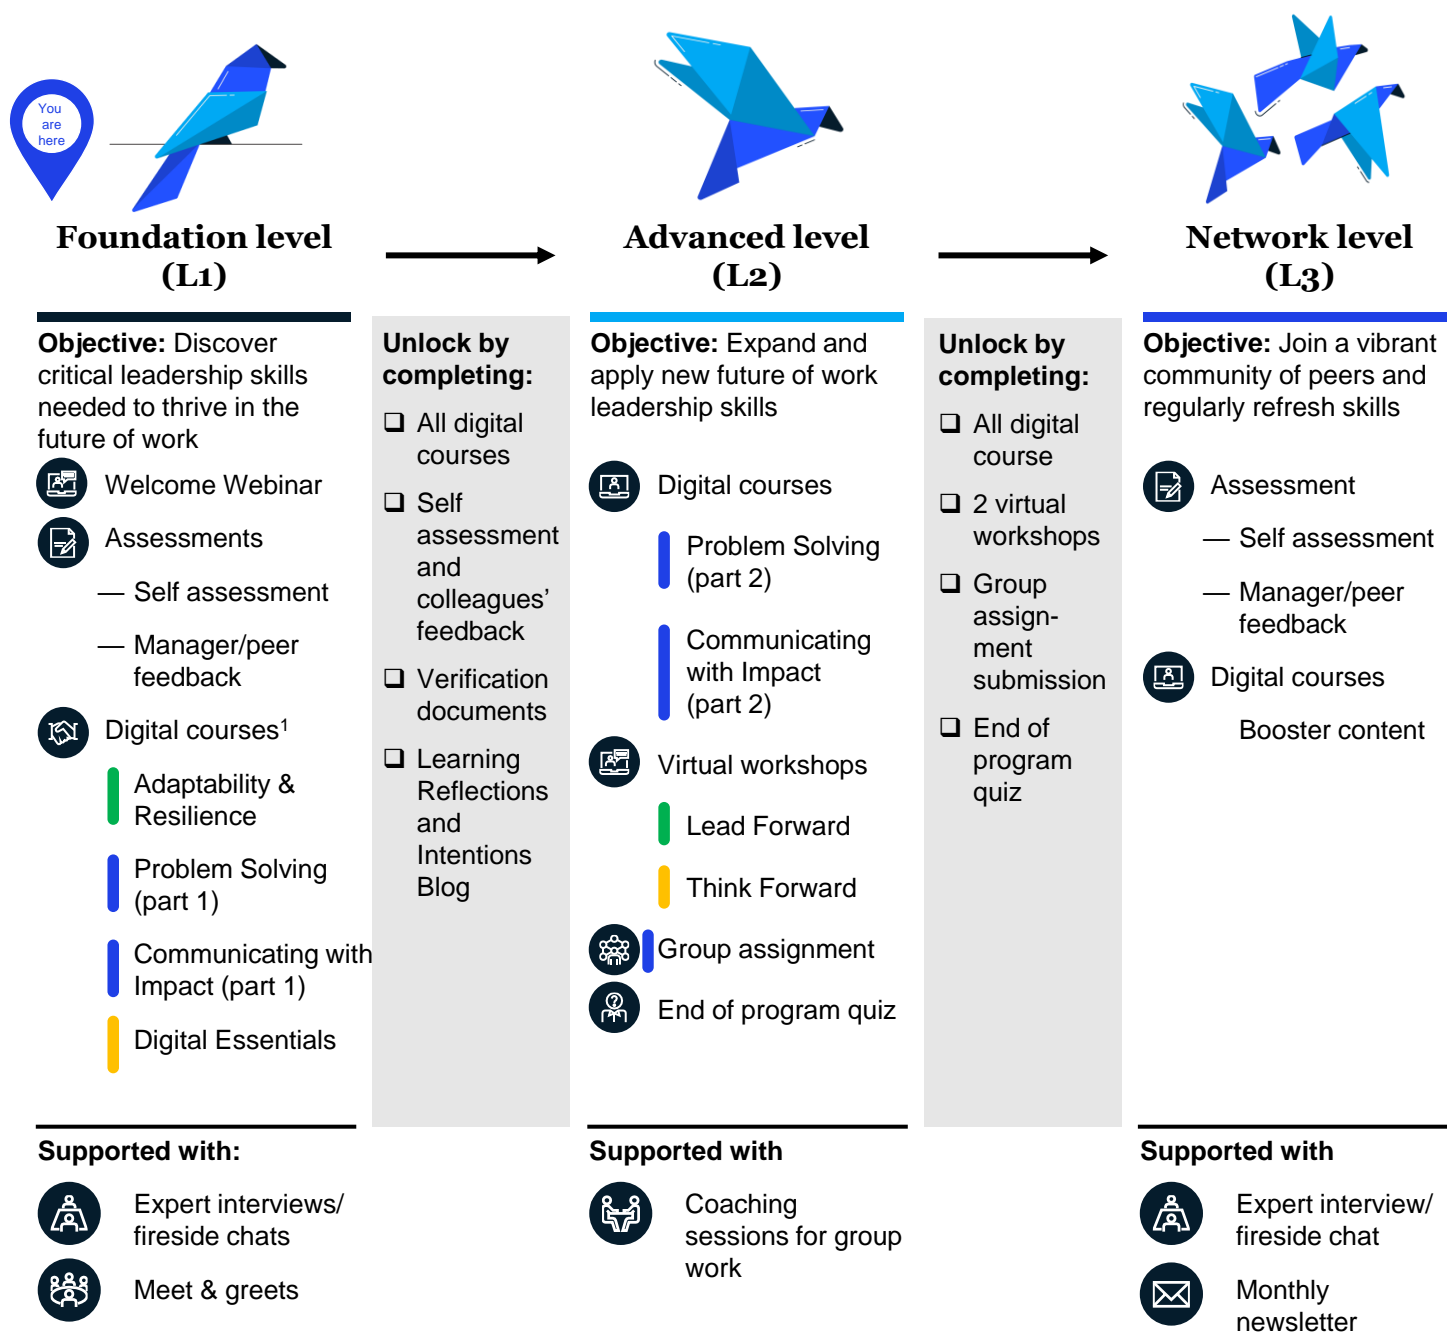 You
are
here
Foundation level
(L1)
Advanced level
(L2)
Network level
(L3)
Objective: Discover
critical leadership skills
needed to thrive in the
future of work
Welcome Webinar
Assessments
— Self assessment
— Manager/peer
feedback
Digital courses¹
Adaptability &
Resilience
Problem Solving
(part 1)
Communicating with
Impact (part 1)
Digital Essentials
Supported with:
Expert interviews/
fireside chats
Meet & greets
Unlock by
completing:
❑ All digital
courses
❑ Self
assessment
and
colleagues’
feedback
❑ Verification
documents
❑ Learning
Reflections
and
Intentions
Blog
Objective: Expand and
apply new future of work
leadership skills
Digital courses
Problem Solving
(part 2)
Communicating
with Impact
(part 2)
Virtual workshops
Lead Forward
Think Forward
Group assignment
End of program quiz
Supported with
Coaching
sessions for group
work
Unlock by
completing:
❑ All digital
course
❑ 2 virtual
workshops
❑ Group
assign-
ment
submission
❑ End of
program
quiz
Objective: Join a vibrant
community of peers and
regularly refresh skills
Assessment
— Self assessment
— Manager/peer
feedback
Digital courses
Booster content
Supported with
Expert interview/
fireside chat
Monthly
newsletter